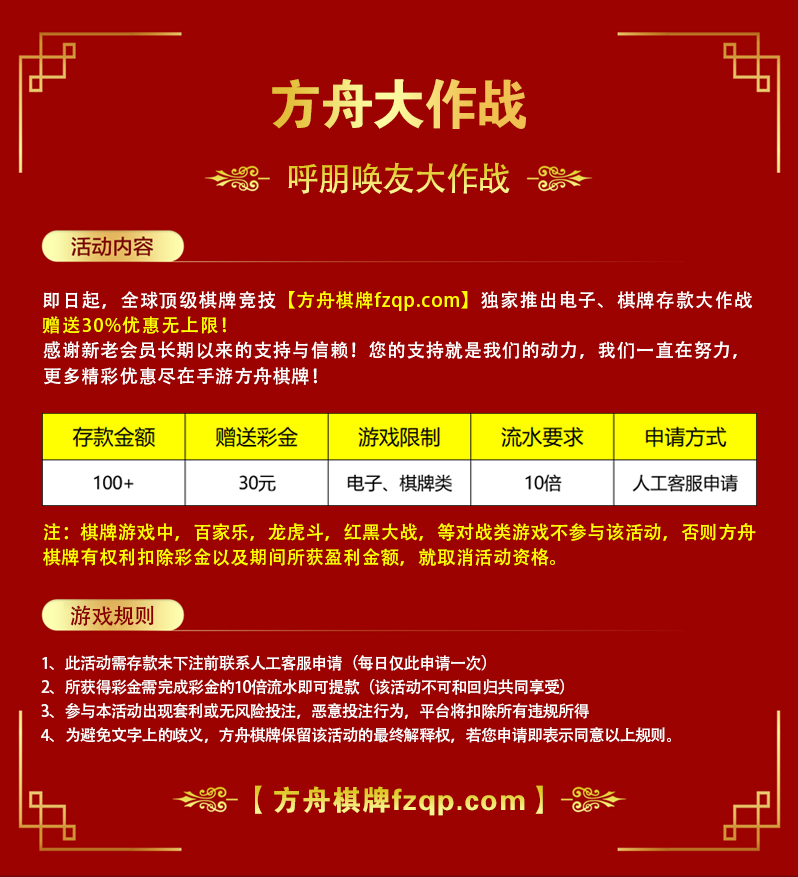 方舟大作战
呼朋唤友大作战
活动内容
即日起，全球顶级棋牌竞技【方舟棋牌fzqp.com】独家推出电子、棋牌存款大作战
赠送30%优惠无上限！
感谢新老会员长期以来的支持与信赖！您的支持就是我们的动力，我们一直在努力，
更多精彩优惠尽在手游方舟棋牌！
存款金额 赠送彩金 游戏限制 流水要求 申请方式
100+ 30元 电子、棋牌类 10倍 人工客服申请
注：棋牌游戏中，百家乐，龙虎斗，红黑大战，等对战类游戏不参与该活动，否则方舟
棋牌有权利扣除彩金以及期间所获盈利金额，就取消活动资格。
游戏规则
1、此活动需存款未下注前联系人工客服申请（每日仅此申请一次）
2、所获得彩金需完成彩金的10倍流水即可提款（该活动不可和回归共同享受）
3、参与本活动出现套利或无风险投注，恶意投注行为，平台将扣除所有违规所得
4、为避免文字上的歧义，方舟棋牌保留该活动的最终解释权，若您申请即表示同意以上规则。
【方舟棋牌fzqp.com】